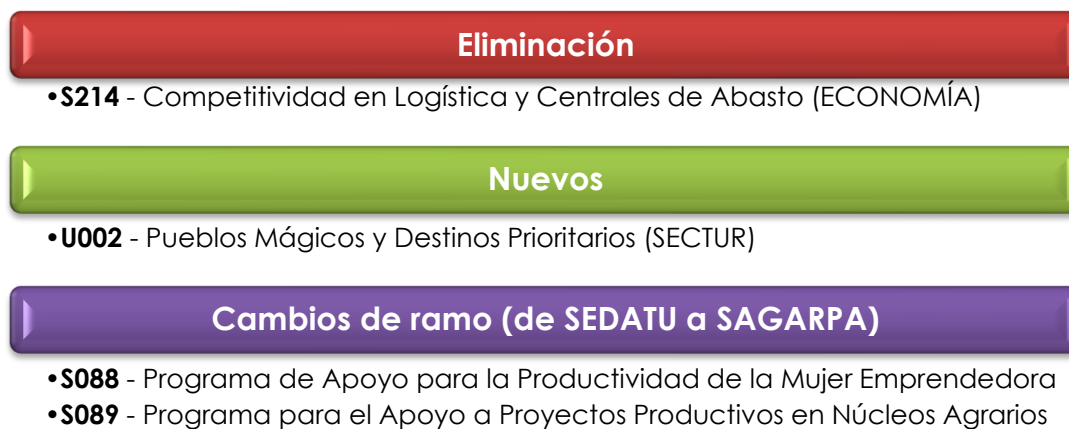 Eliminación
•S214 - Competitividad en Logística y Centrales de Abasto (ECONOMÍA)
Nuevos
•U002 - Pueblos Mágicos y Destinos Prioritarios (SECTUR)
Cambios de ramo (de SEDATU a SAGARPA)
•S088 - Programa de Apoyo para la Productividad de la Mujer Emprendedora
•S089 - Programa para el Apoyo a Proyectos Productivos en Núcleos Agrarios